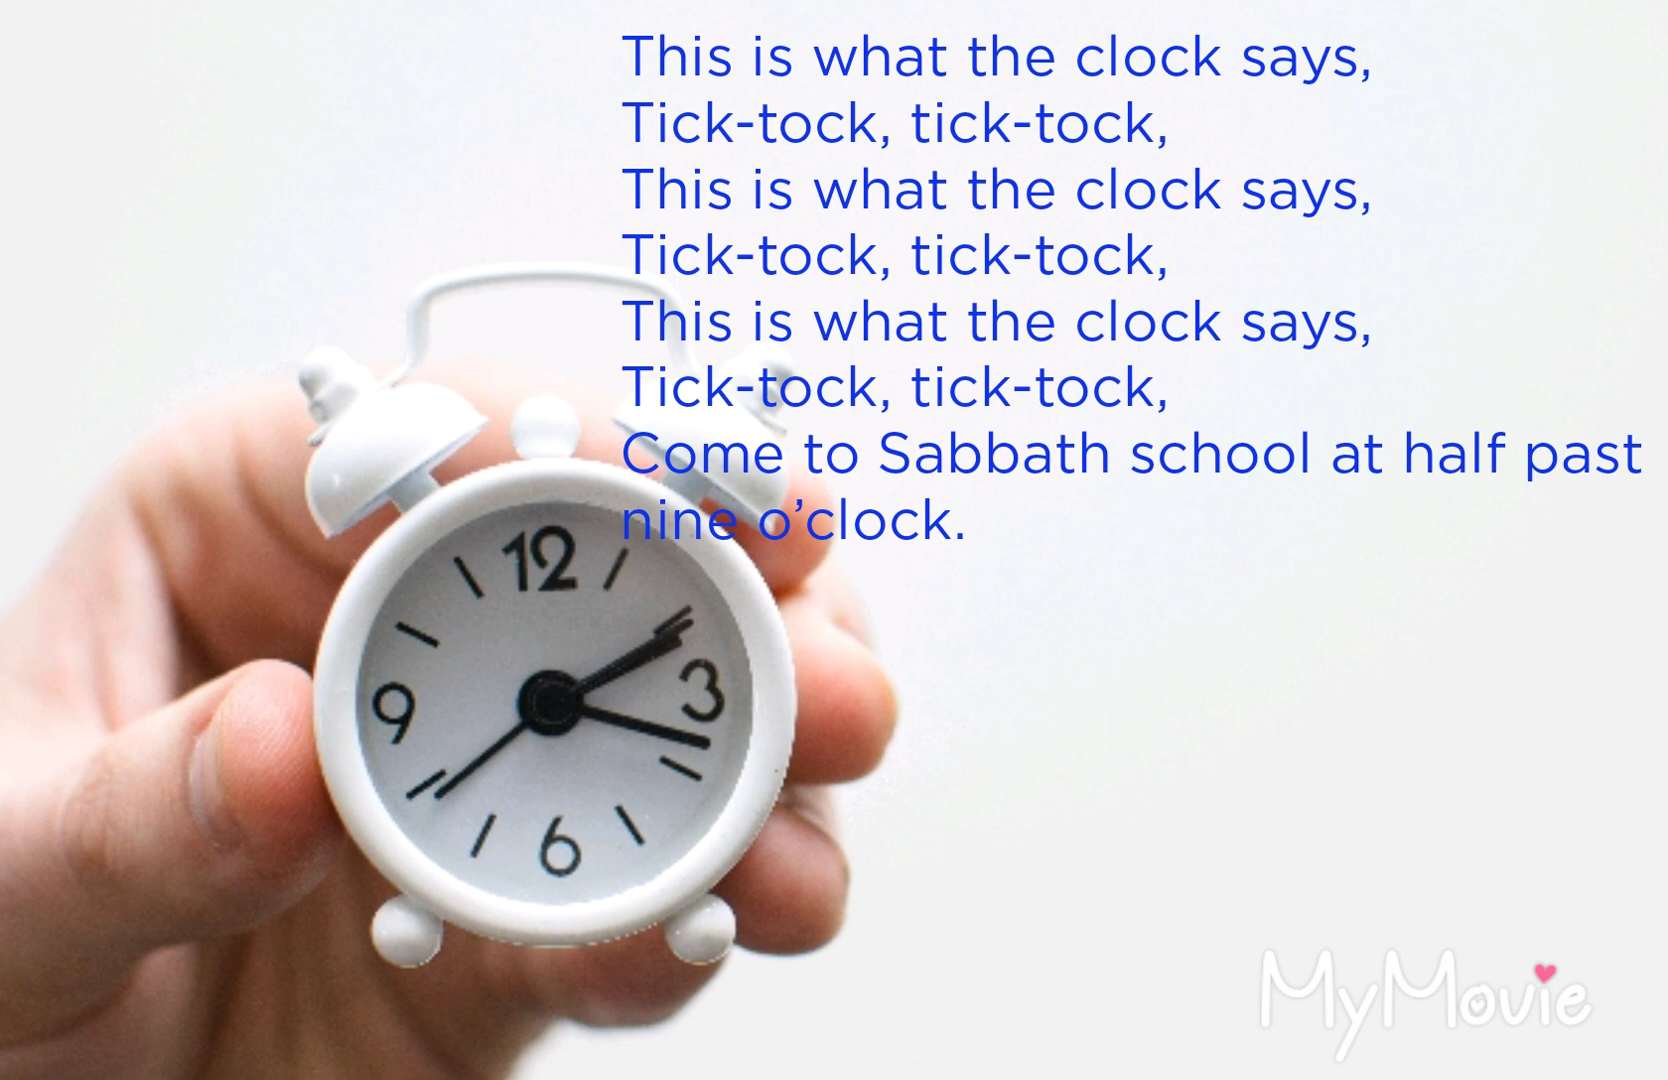 This is what the clock says,
Tick-tock, tick-tock,
This is what the clock says,
Tick-tock, tick-tock,
This is what the clock says,
Tick-tock, tick-tock,
Come to Sabbath school at half past
nine o’clock.
12
9
3
6
MyMovie